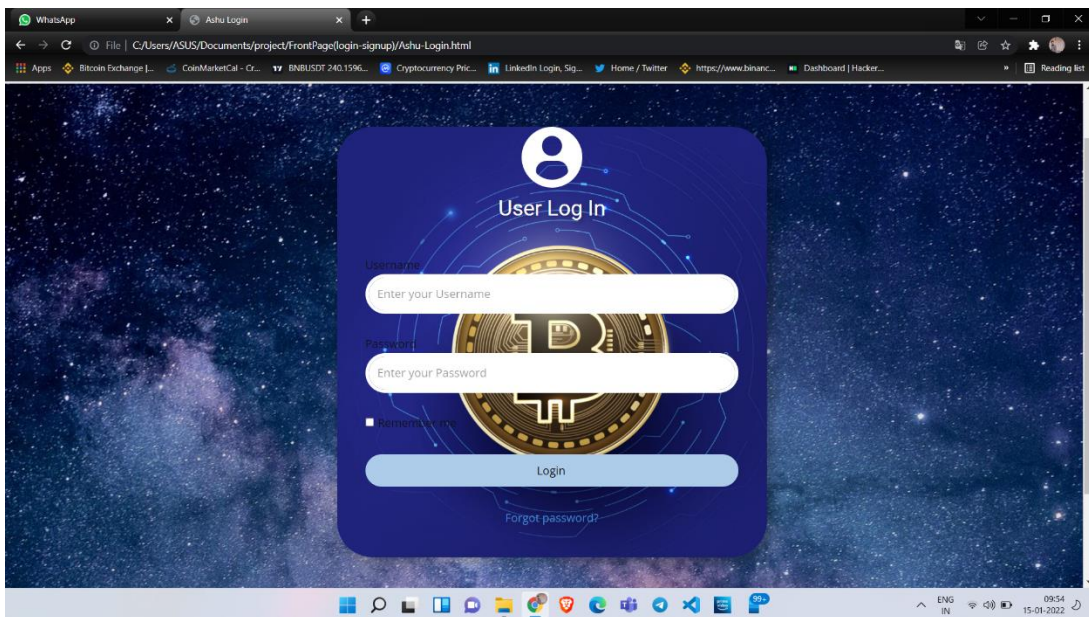 WhatsApp
Ashu Login
File | C:/Users/ASUS/Documents/project/FrontPage(login-signup)/Ashu-Login.html
Apps
Bitcoin Exchange |...
CoinMarketCal - Cr...
BNBUSDT 240.1596...
Cryptocurrency Pric...
LinkedIn Login, Sig...
Home / Twitter
https://www.binanc...
Dashboard | Hacker...
»
Reading list
User Log In
Username
Enter your Username
Password
Enter your Password
Remember me
Login
Forgot password?
99+
ENG
IN
09:54
15-01-2022